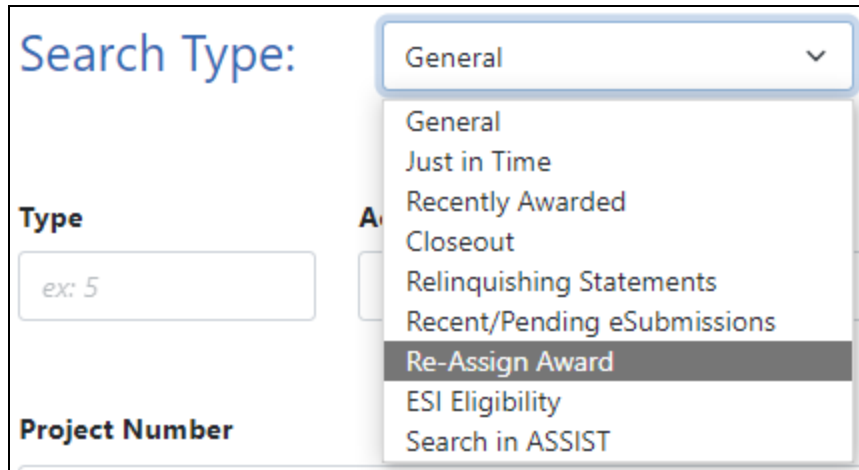 Search Type:
General
General
Just in Time
Recently Awarded
Closeout
Relinquishing Statements
Recent/Pending eSubmissions
Re-Assign Award
ESI Eligibility
Search in ASSIST
Type
ex: 5
Project Number